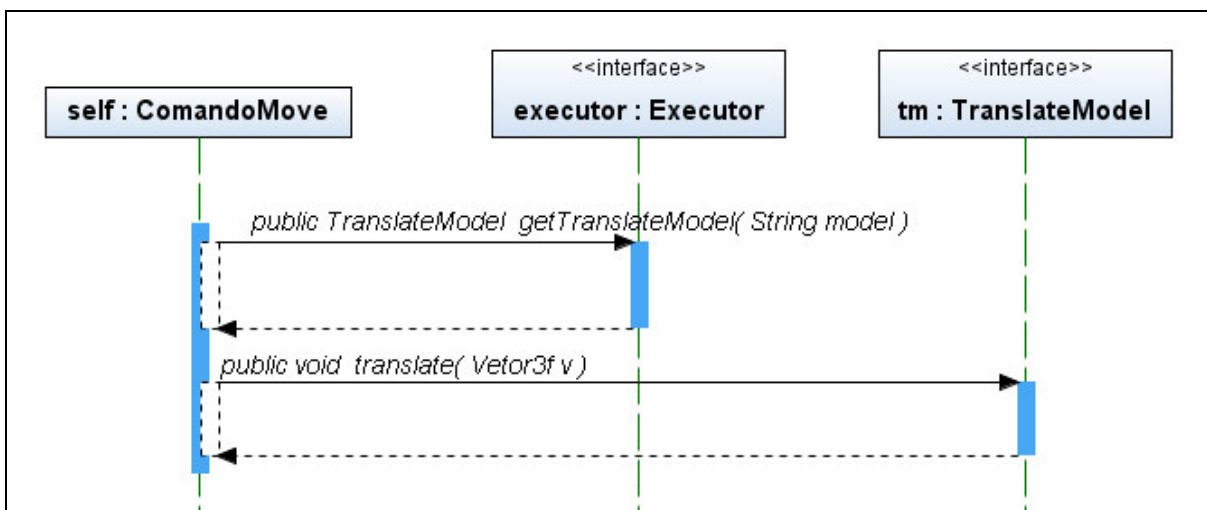 <<interface>>
<<interface>>
self : ComandoMove
executor : Executor
tm : TranslateModel
public TranslateModel getTranslateModel( String model )
public void translate( Vetor3f v )